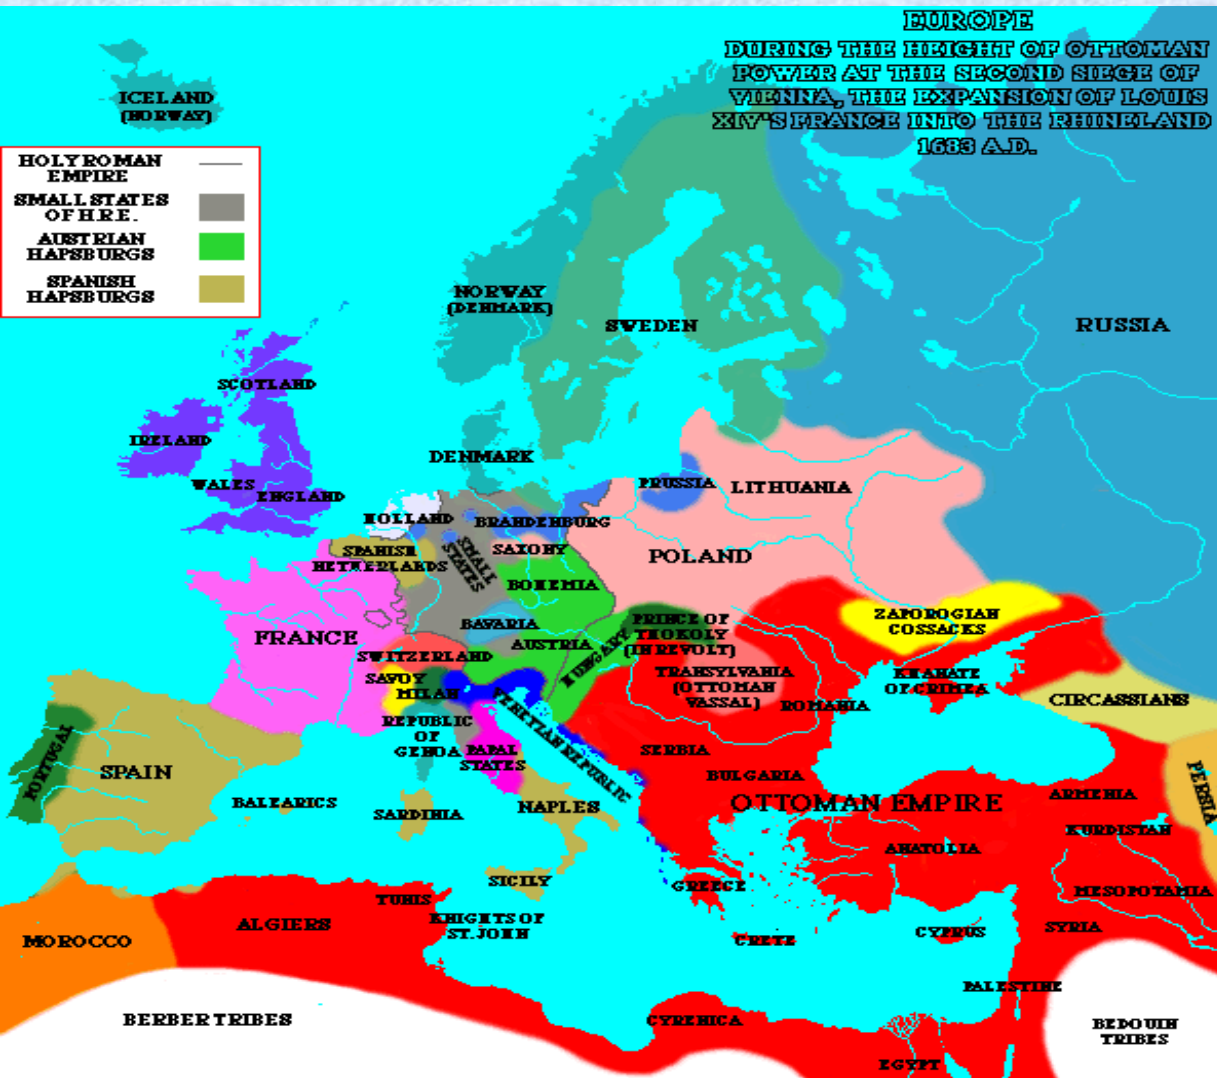 EUROPE
DURING THE HEIGHT OF OTTOMAN
POWER AT THE SECOND SIEGE OF
VIENNA, THE EXPANSION OF LOUIS
XIV'S FRANCE INTO THE RHINELAND
1683 A.D.
ICELAND
(NORWAY)
HOLY ROMAN
EMPIRE
SMALL STATES
OF H.R.E.
AUSTRIAN
HAPSBURGS
SPANISH
HAPSBURGS
NORWAY
(DENMARK)
SWEDEN
RUSSIA
SCOTLAND
IRELAND
WALES
ENGLAND
DENMARK
HOLLAND
BRANDENBURG
PRUSSIA
LITHUANIA
SPANISH
NETHERLANDS
SMALL
STATES
SAXONY
POLAND
BOHEMIA
FRANCE
BAVARIA
AUSTRIA
SWITZERLAND
HUNGARY
PRINCE OF
THOKOLY
(IN REVOLT)
ZAPOROGIAN
COSSACKS
SAVOY
MILAN
TRANSYLVANIA
(OTTOMAN
VASSAL)
ROMANIA
KHANATE
OF CRIMEA
CIRCASSIANS
REPUBLIC
OF
GENOA
PAPAL
STATES
VENETYIAN REPUBLIC
SERBIA
BULGARIA
PORTUGAL
SPAIN
BALEARICS
SARDINIA
NAPLES
OTTOMAN EMPIRE
ARMENIA
PERSIA
KURDISTAN
ANATOLIA
SICILY
GREECE
MESOPOTAMIA
TUNIS
ALGIERS
KNIGHTS OF
ST. JOHN
CRETE
CYPRUS
SYRIA
MOROCCO
PALESTINE
BERBER TRIBES
CYRENICA
BEDOUIN
TRIBES
EGYPT